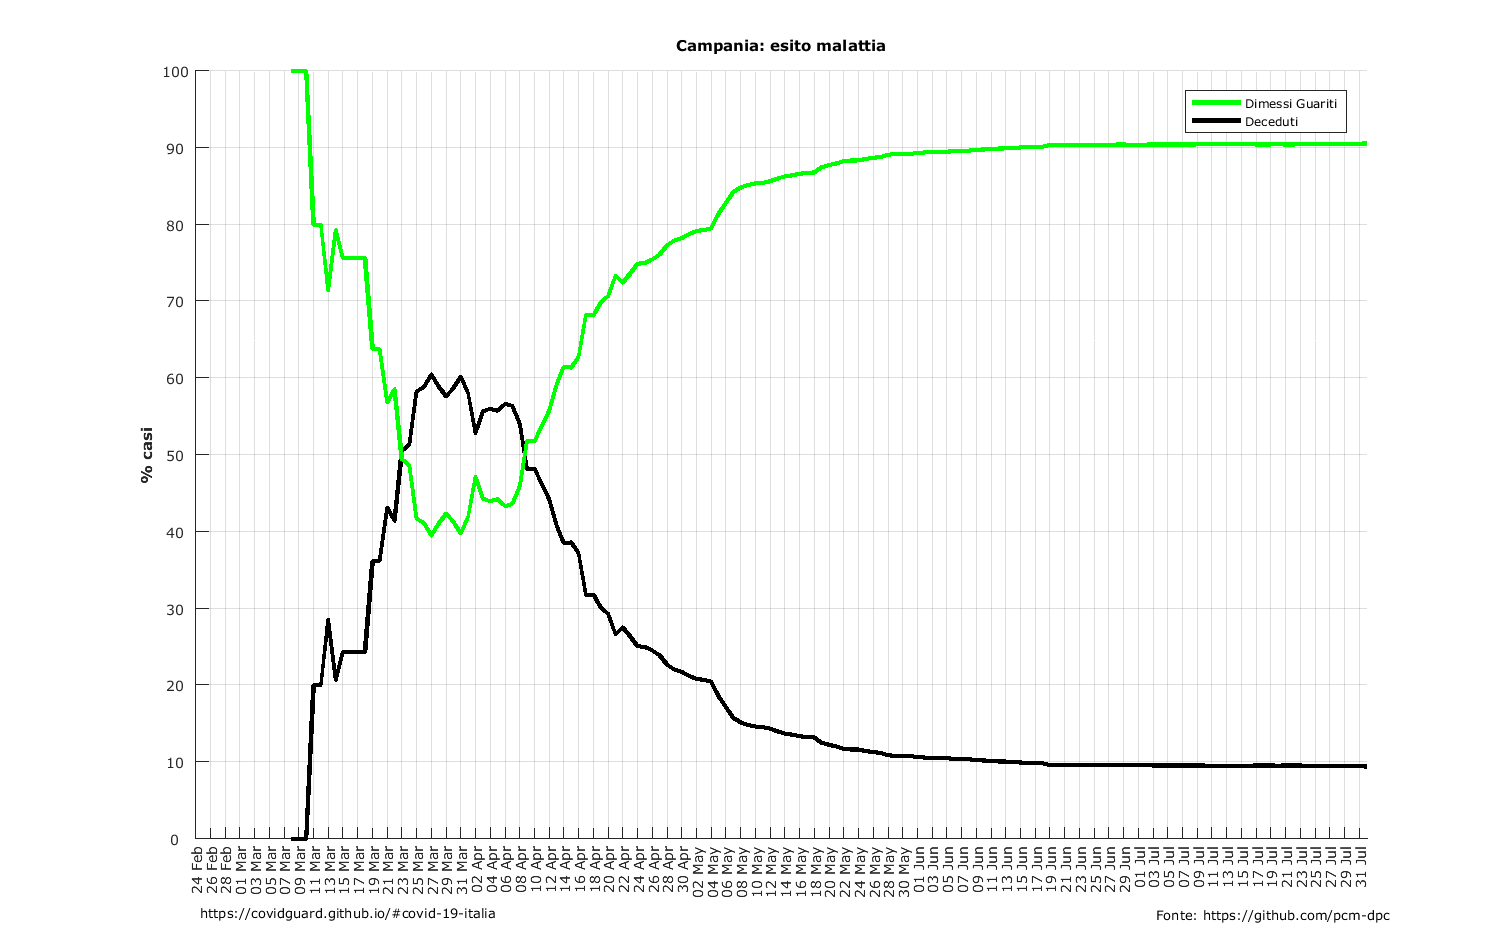 Campania: esito malattia
Dimessi Guariti
Deceduti
% casi
100
90
80
70
60
50
40
30
20
10
0
24 Feb
26 Feb
28 Feb
01 Mar
03 Mar
05 Mar
07 Mar
09 Mar
11 Mar
13 Mar
15 Mar
17 Mar
19 Mar
21 Mar
23 Mar
25 Mar
27 Mar
29 Mar
31 Mar
02 Apr
04 Apr
06 Apr
08 Apr
10 Apr
12 Apr
14 Apr
16 Apr
18 Apr
20 Apr
22 Apr
24 Apr
26 Apr
28 Apr
30 Apr
02 May
04 May
06 May
08 May
10 May
12 May
14 May
16 May
18 May
20 May
22 May
24 May
26 May
28 May
30 May
01 Jun
03 Jun
05 Jun
07 Jun
09 Jun
11 Jun
13 Jun
15 Jun
17 Jun
19 Jun
21 Jun
23 Jun
25 Jun
27 Jun
29 Jun
01 Jul
03 Jul
05 Jul
07 Jul
09 Jul
11 Jul
13 Jul
15 Jul
17 Jul
19 Jul
21 Jul
23 Jul
25 Jul
27 Jul
29 Jul
31 Jul
https://covidguard.github.io/#covid-19-italia
Fonte: https://github.com/pcm-dpc